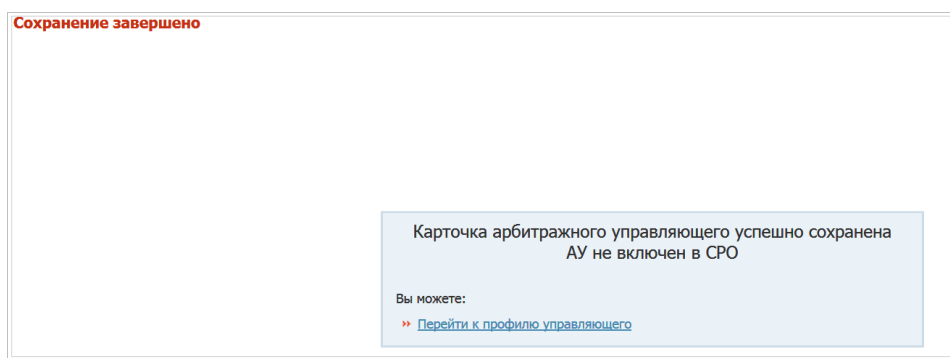 Сохранение завершено
Карточка арбитражного управляющего успешно сохранена
АУ не включен в СРО
Вы можете:
›› Перейти к профилю управляющего